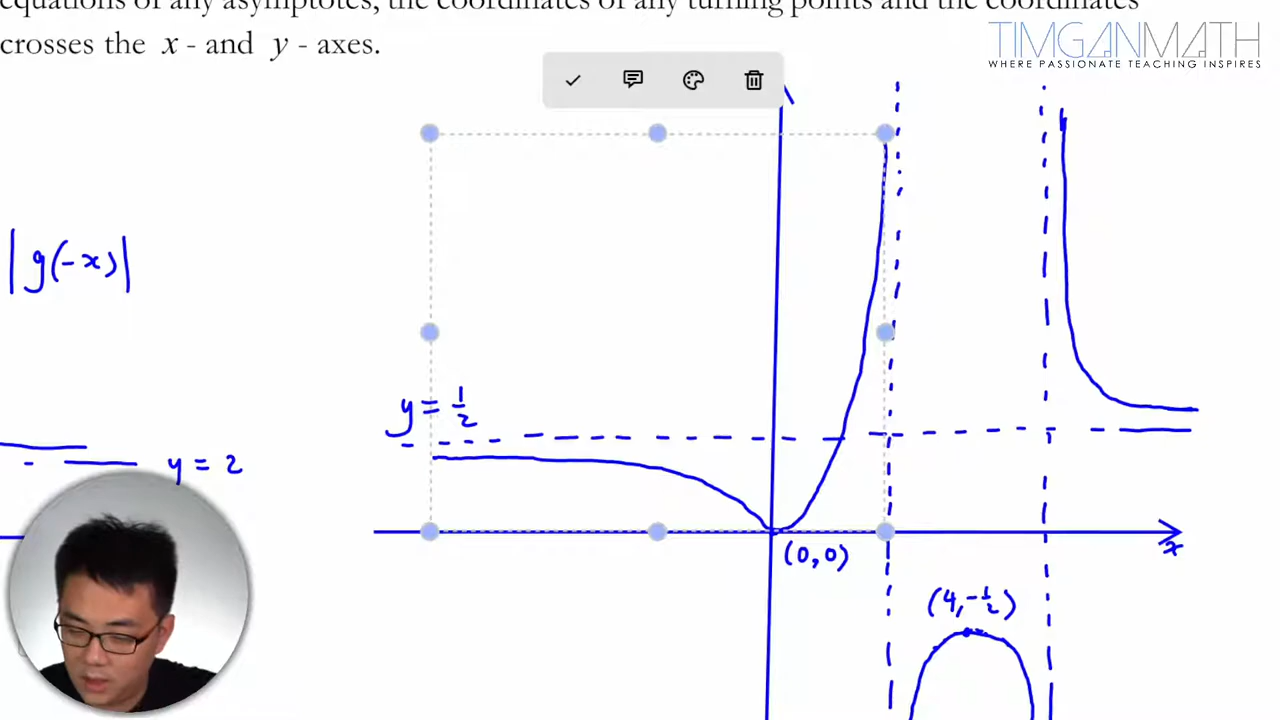 equations of any asymptotes, the coordinates of any turning points and the coordinates
crosses the x - and y - axes.
TIMGANMATH
WHERE PASSIONATE TEACHING INSPIRES
|g(-x)|
y = 1/2
y = 2
(0,0)
x
(4,-1/2)